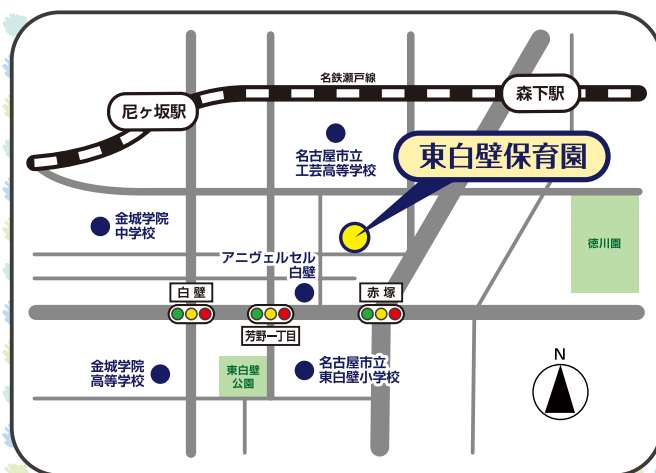 名鉄瀬戸線
尼ヶ坂駅
森下駅
名古屋市立
工芸高等学校
東白壁保育園
金城学院
中学校
アニヴェルセル
白壁
徳川園
白壁
赤塚
芳野一丁目
金城学院
高等学校
東白壁
公園
名古屋市立
東白壁小学校
N